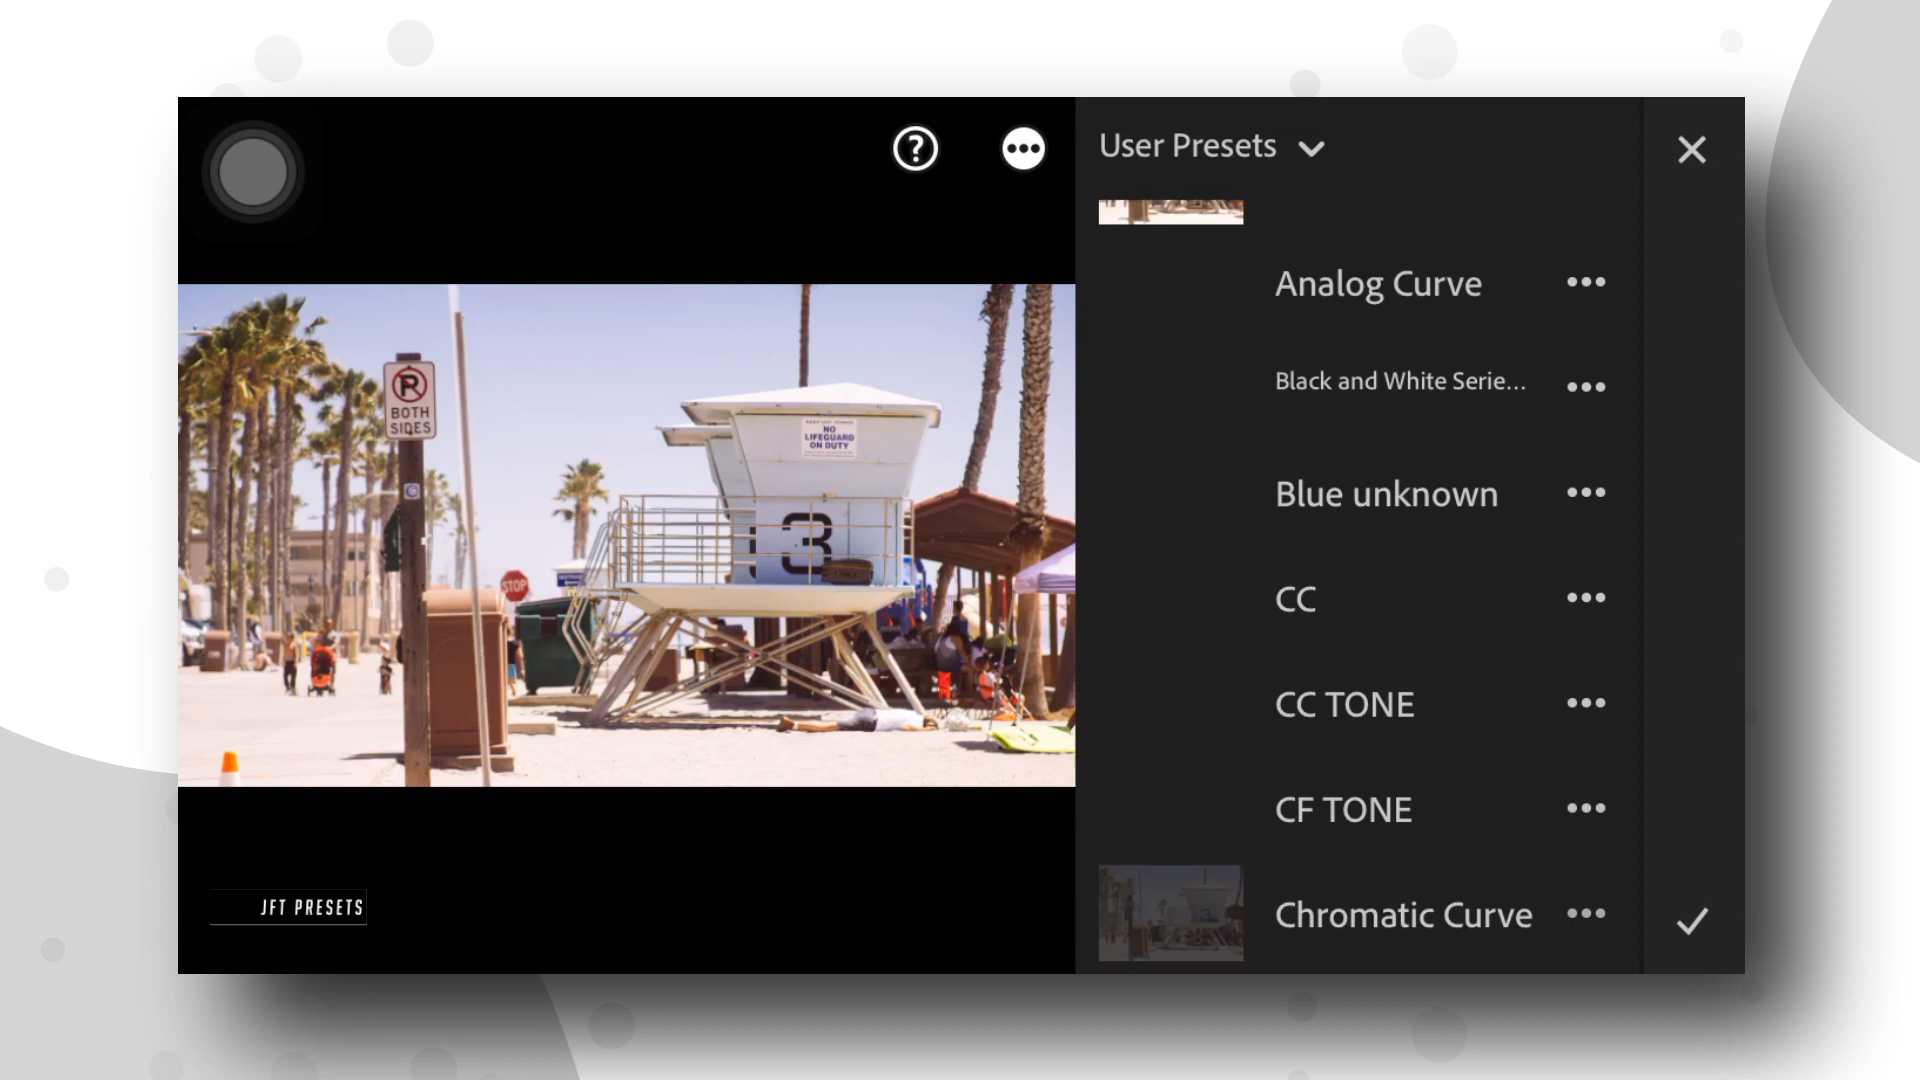 User Presets
Analog Curve
Black and White Serie...
Blue unknown
CC
CC TONE
CF TONE
Chromatic Curve
P
BOTH
SIDES
NO
LIFEGUARD
ON DUTY
3
STOP
JFT PRESETS